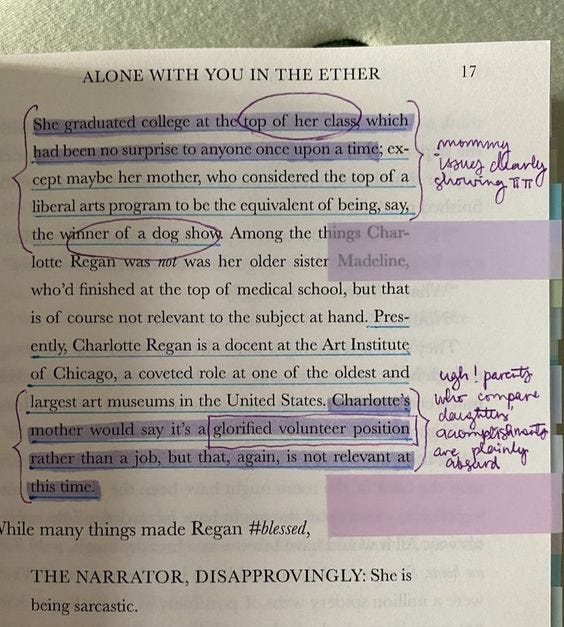 ALONE WITH YOU IN THE ETHER 17
She graduated college at the top of her class, which
had been no surprise to anyone once upon a time; ex-
cept maybe her mother, who considered the top of a
liberal arts program to be the equivalent of being, say,
the winner of a dog show. Among the things Char-
lotte Regan was not was her older sister Madeline,
who'd finished at the top of medical school, but that
is of course not relevant to the subject at hand. Pres-
ently, Charlotte Regan is a docent at the Art Institute
of Chicago, a coveted role at one of the oldest and
largest art museums in the United States. Charlotte's
mother would say it's a glorified volunteer position
rather than a job, but that, again, is not relevant at
this time.
While many things made Regan #blessed,
THE NARRATOR, DISAPPROVINGLY: She is
being sarcastic.
mommy
issues clearly
showing
ugh! parents
who compare
daughters
accomplishments
are plainly
absurd